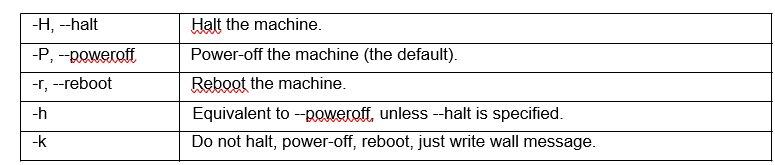 -H, --halt Halt the machine.
-P, --poweroff Power-off the machine (the default).
-r, --reboot Reboot the machine.
-h Equivalent to --poweroff, unless --halt is specified.
-k Do not halt, power-off, reboot, just write wall message.